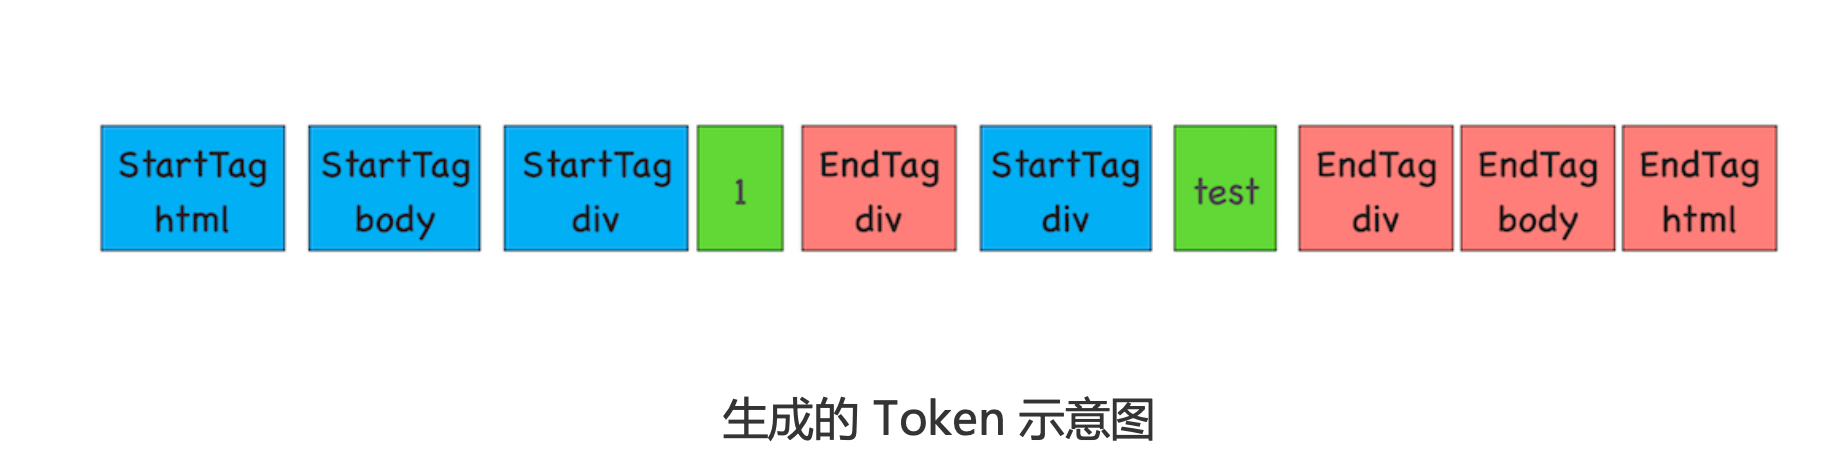 StartTag
html
StartTag
body
StartTag
div
1
EndTag
div
StartTag
div
test
EndTag
div
EndTag
body
EndTag
html
生成的 Token 示意图